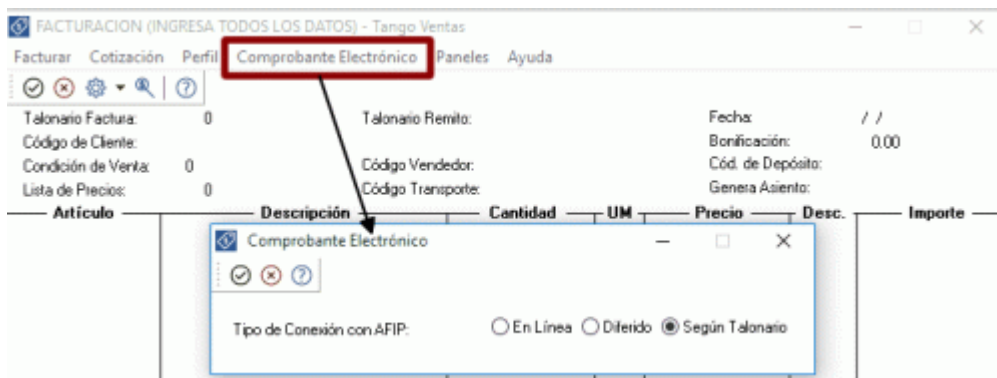 FACTURACION (INGRESA TODOS LOS DATOS) - Tango Ventas
Facturar Cotización Perfil Comprobante Electrónico Paneles Ayuda
Talonario Factura: 0 Talonario Remito: Fecha: / /
Código de Cliente: Bonificación: 0.00
Condición de Venta: 0 Código Vendedor: Cód. de Depósito:
Lista de Precios: 0 Código Transporte: Genera Asiento:
Artículo Descripción Cantidad UM Precio Desc. Importe
Comprobante Electrónico
Tipo de Conexión con AFIP: En Línea Diferido Según Talonario